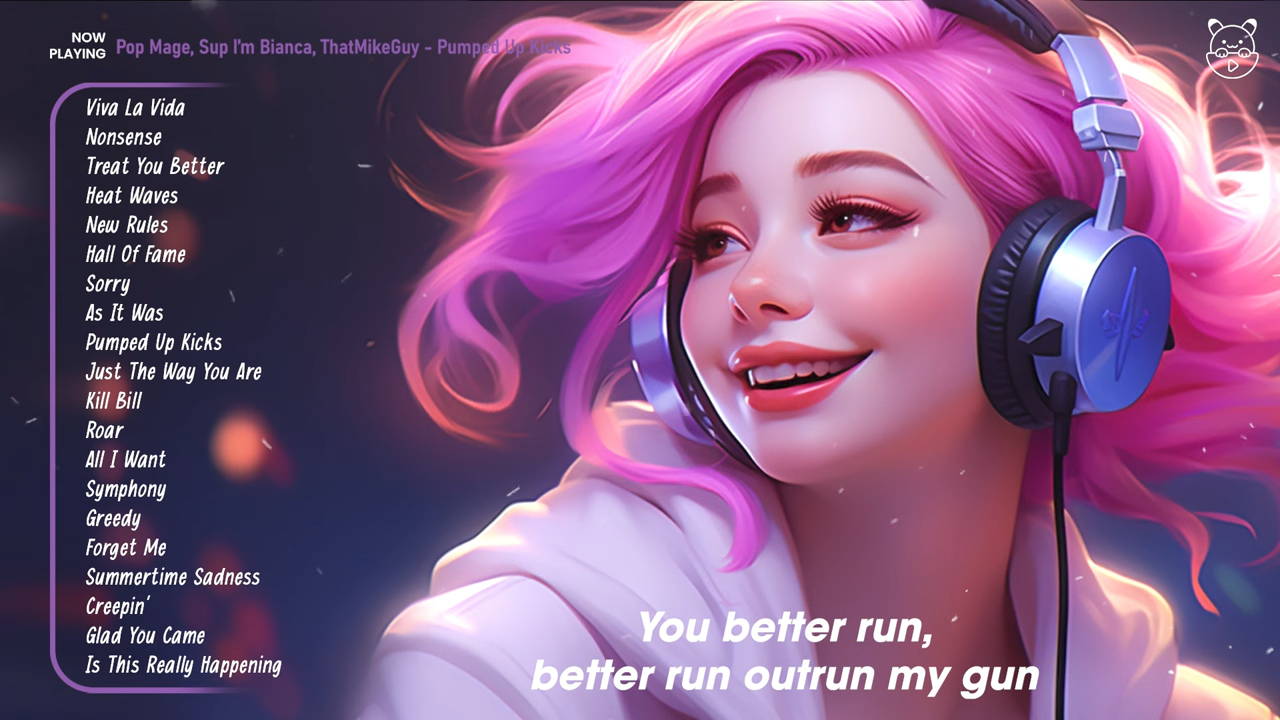 NOW
PLAYING
Pop Mage, Sup I'm Bianca, ThatMikeGuy - Pumped Up Kicks
Viva La Vida
Nonsense
Treat You Better
Heat Waves
New Rules
Hall Of Fame
Sorry
As It Was
Pumped Up Kicks
Just The Way You Are
Kill Bill
Roar
All I Want
Symphony
Greedy
Forget Me
Summertime Sadness
Creepin'
Glad You Came
Is This Really Happening
You better run,
better run outrun my gun